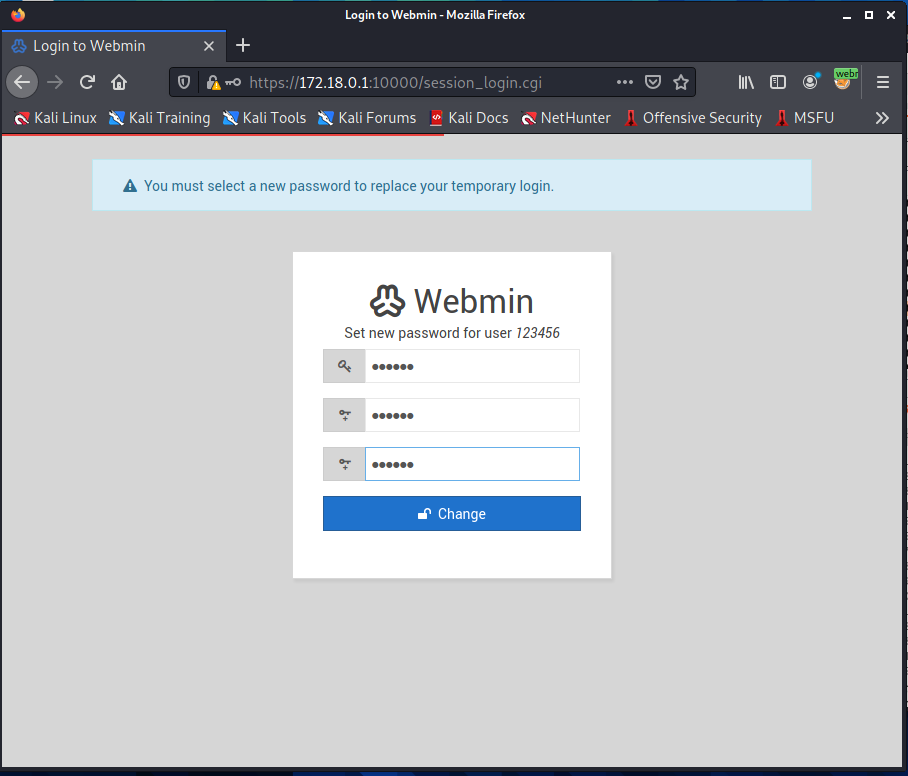 Login to Webmin - Mozilla Firefox
Login to Webmin
https://172.18.0.1:10000/session_login.cgi
webr
Kali Linux Kali Training Kali Tools Kali Forums Kali Docs NetHunter Offensive Security MSFU
You must select a new password to replace your temporary login.
Webmin
Set new password for user 123456
••••••
••••••
••••••
Change